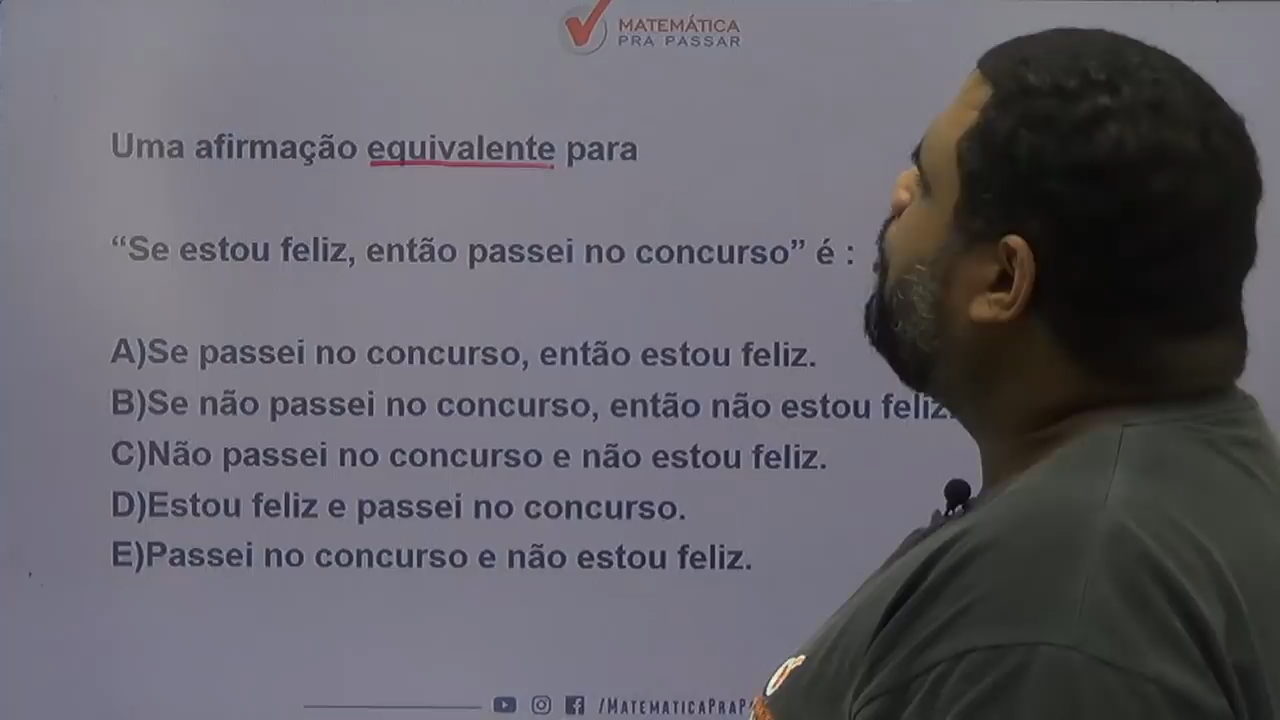 MATEMÁTICA
PRA PASSAR
Uma afirmação equivalente para
“Se estou feliz, então passei no concurso” é :
A)Se passei no concurso, então estou feliz.
B)Se não passei no concurso, então não estou feliz.
C)Não passei no concurso e não estou feliz.
D)Estou feliz e passei no concurso.
E)Passei no concurso e não estou feliz.